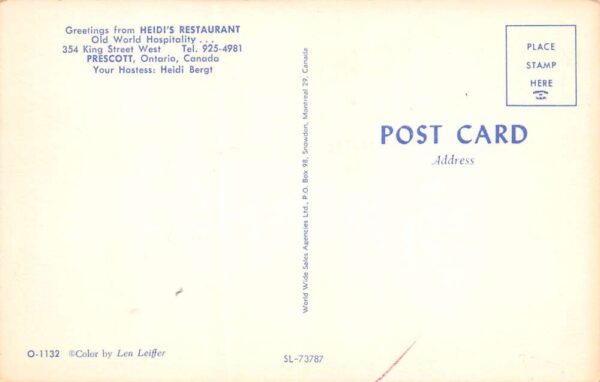 Greetings from HEIDI'S RESTAURANT
Old World Hospitality . . .
354 King Street West Tel. 925-4981
PRESCOTT, Ontario, Canada
Your Hostess: Heidi Bergt
World Wide Sales Agencies Ltd., P.O. Box 98, Snowdon, Montreal 29, Canada
PLACE
STAMP
HERE
POST CARD
Address
O-1132 ©Color by Len Leiffer
SL-73787